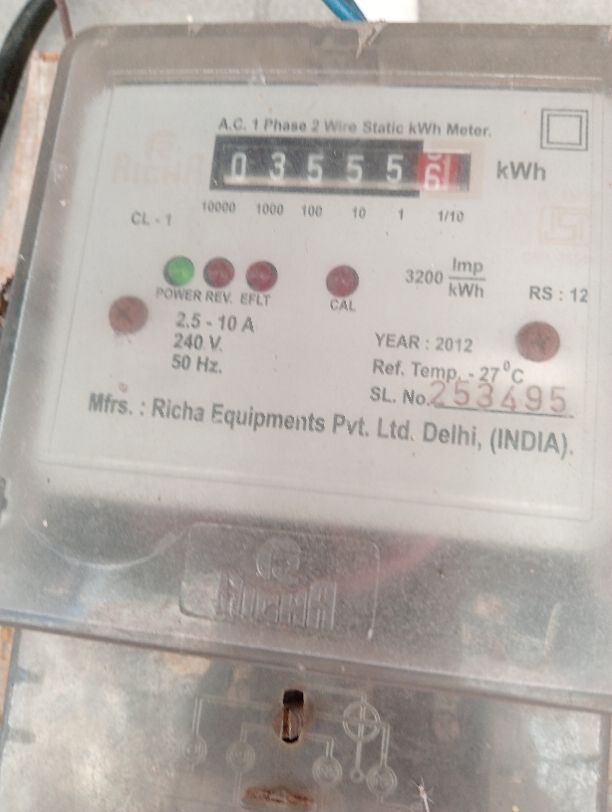 A.C. 1 Phase 2 Wire Static kWh Meter.
RICHA
0 3 5 5 5 6 kWh
10000 1000 100 10 1 1/10
CL - 1
3200 Imp/kWh
POWER REV. EFLT CAL
RS : 12
2.5 - 10 A
240 V.
50 Hz.
YEAR : 2012
Ref. Temp. - 27°C
SL. No. 253495
Mfrs. : Richa Equipments Pvt. Ltd. Delhi, (INDIA).
RICHA